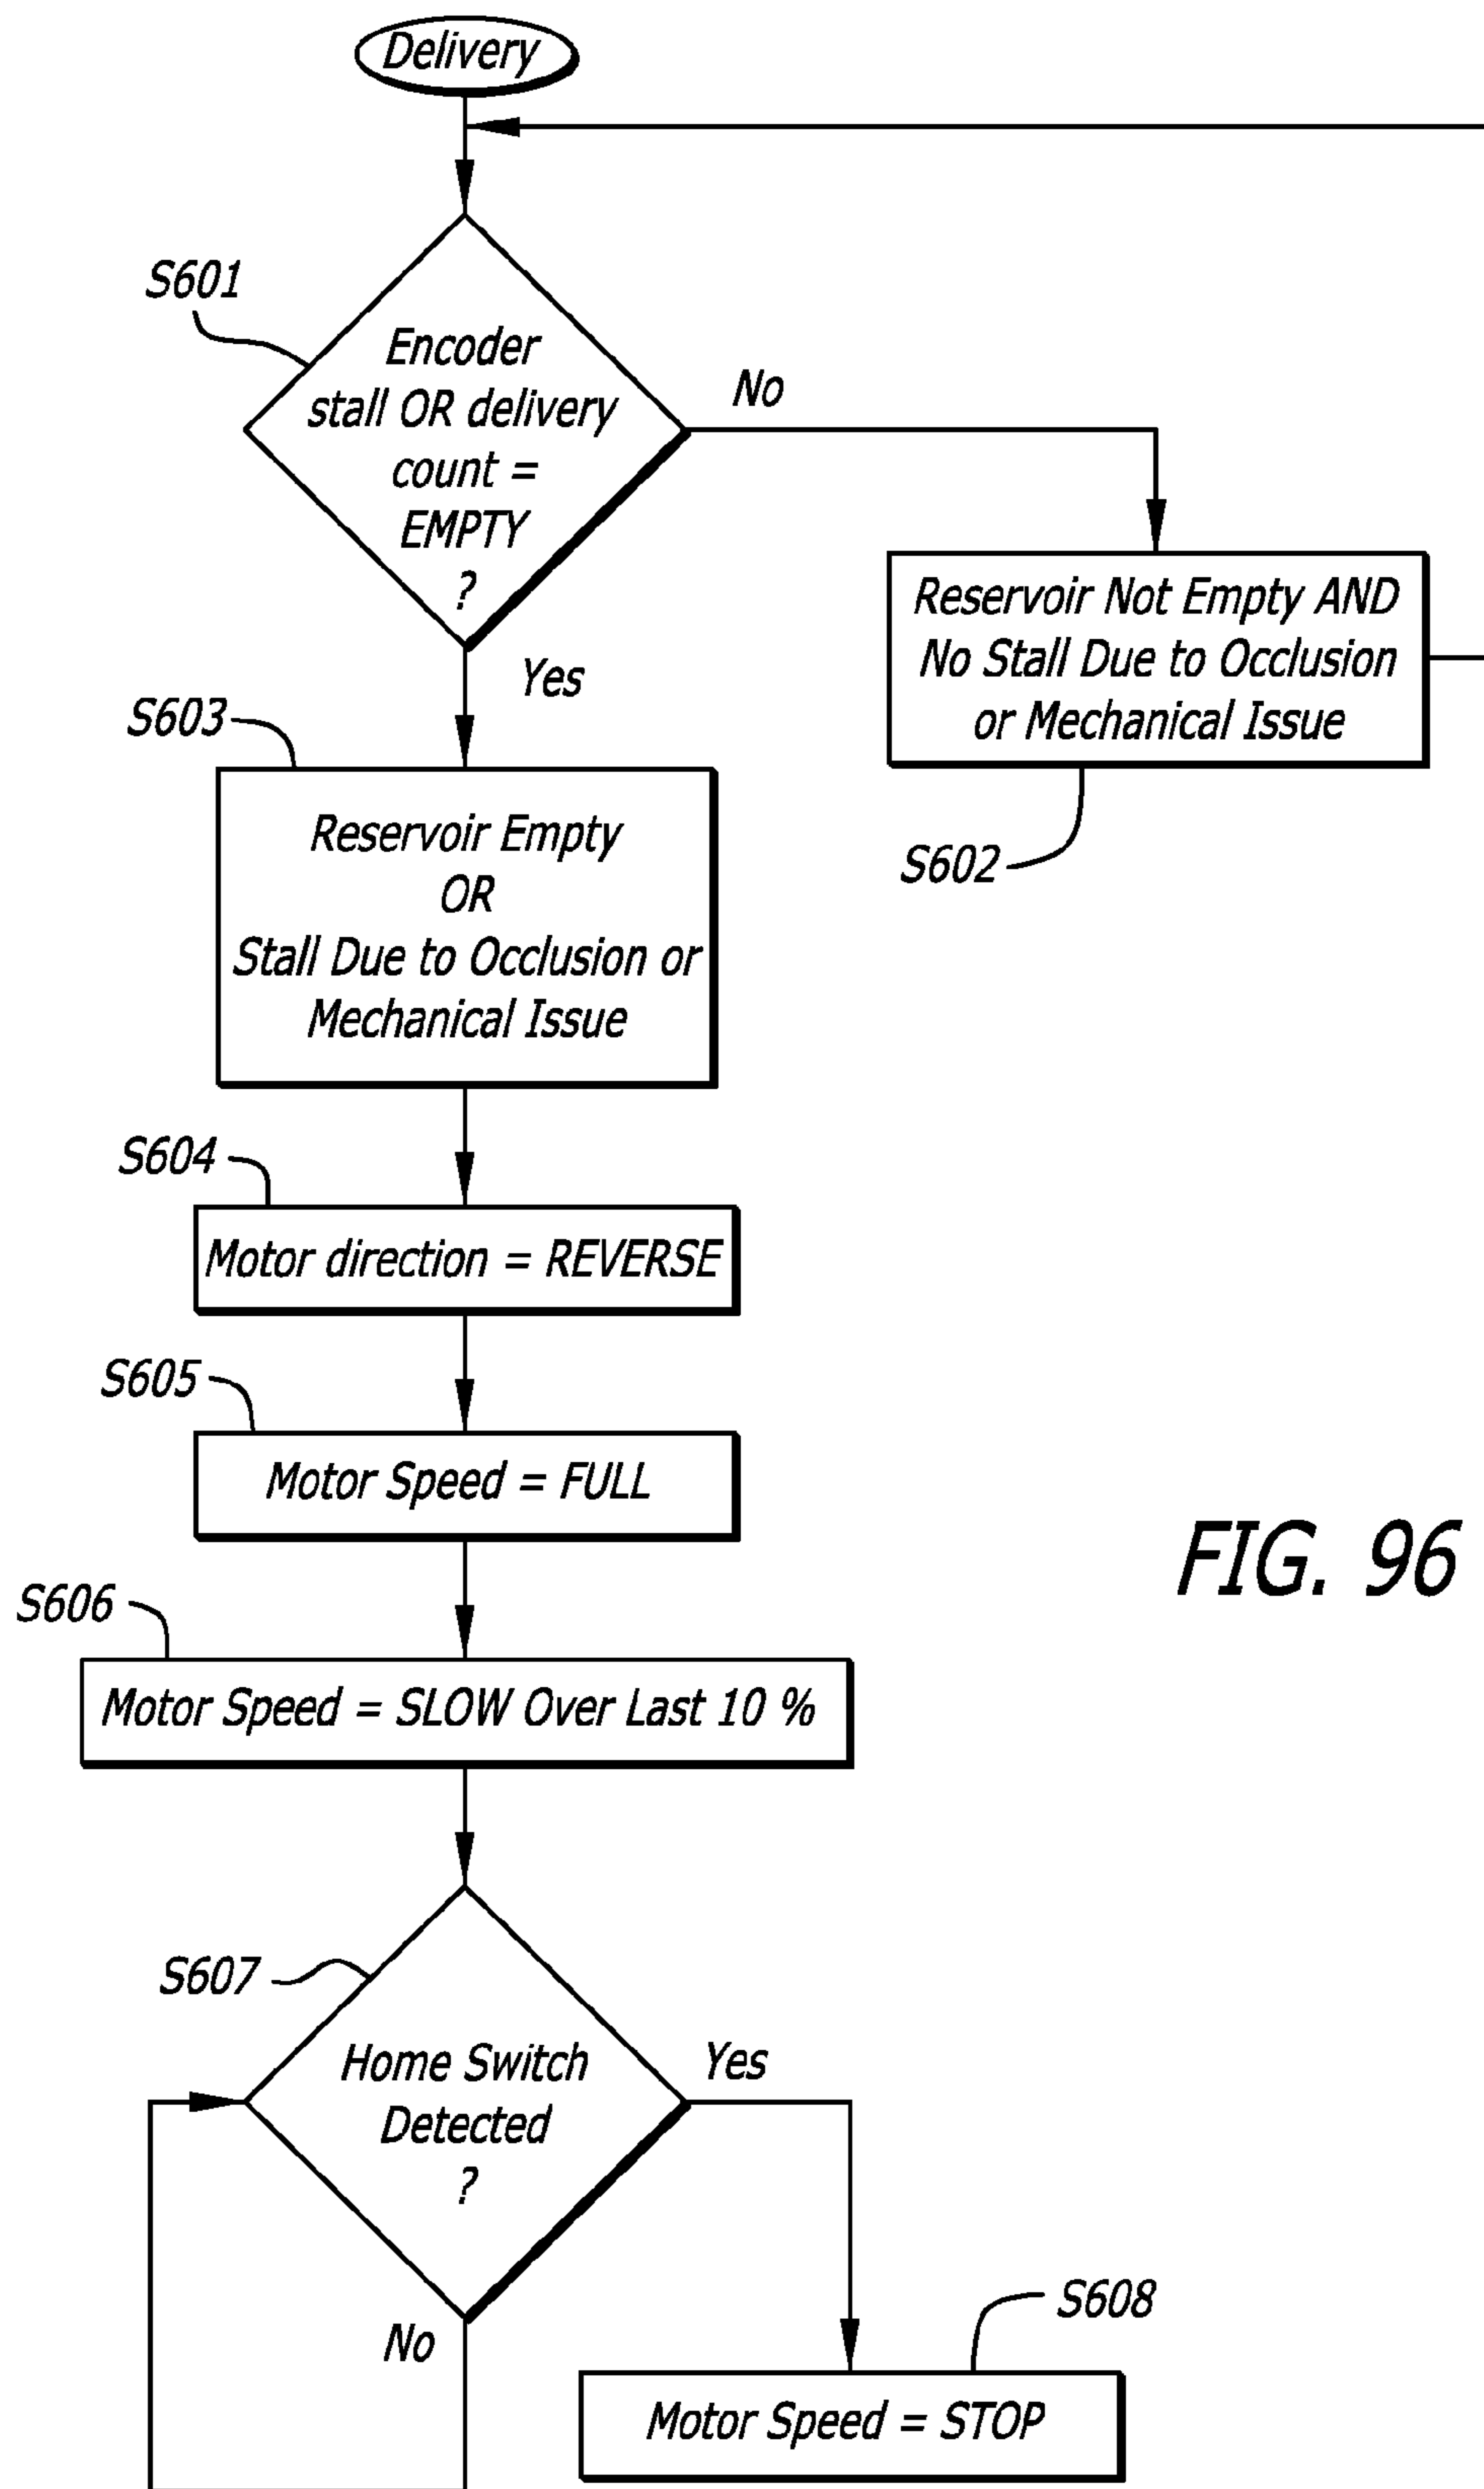 Delivery
S601
Encoder
stall OR delivery
count =
EMPTY
?
No
Yes
Reservoir Not Empty AND
No Stall Due to Occlusion
or Mechanical Issue
S602
S603
Reservoir Empty
OR
Stall Due to Occlusion or
Mechanical Issue
S604
Motor direction = REVERSE
S605
Motor Speed = FULL
FIG. 96
S606
Motor Speed = SLOW Over Last 10 %
S607
Home Switch
Detected
?
Yes
No
S608
Motor Speed = STOP